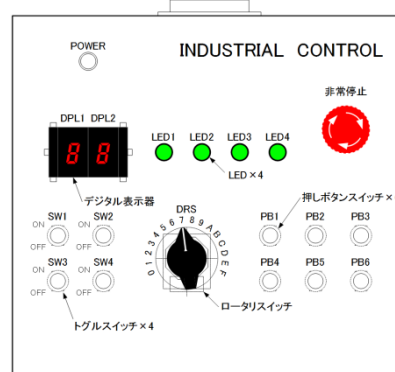 POWER
INDUSTRIAL CONTROL
非常停止
DPL1 DPL2
8 8
LED1 LED2 LED3 LED4
LED×4
デジタル表示器
押しボタンスイッチ×
SW1 SW2
ON ON
OFF OFF
DRS
0 1 2 3 4 5 6 7 8 9 A B C D E F
PB1 PB2 PB3
SW3 SW4
ON ON
OFF OFF
PB4 PB5 PB6
ロータリスイッチ
トグルスイッチ×4